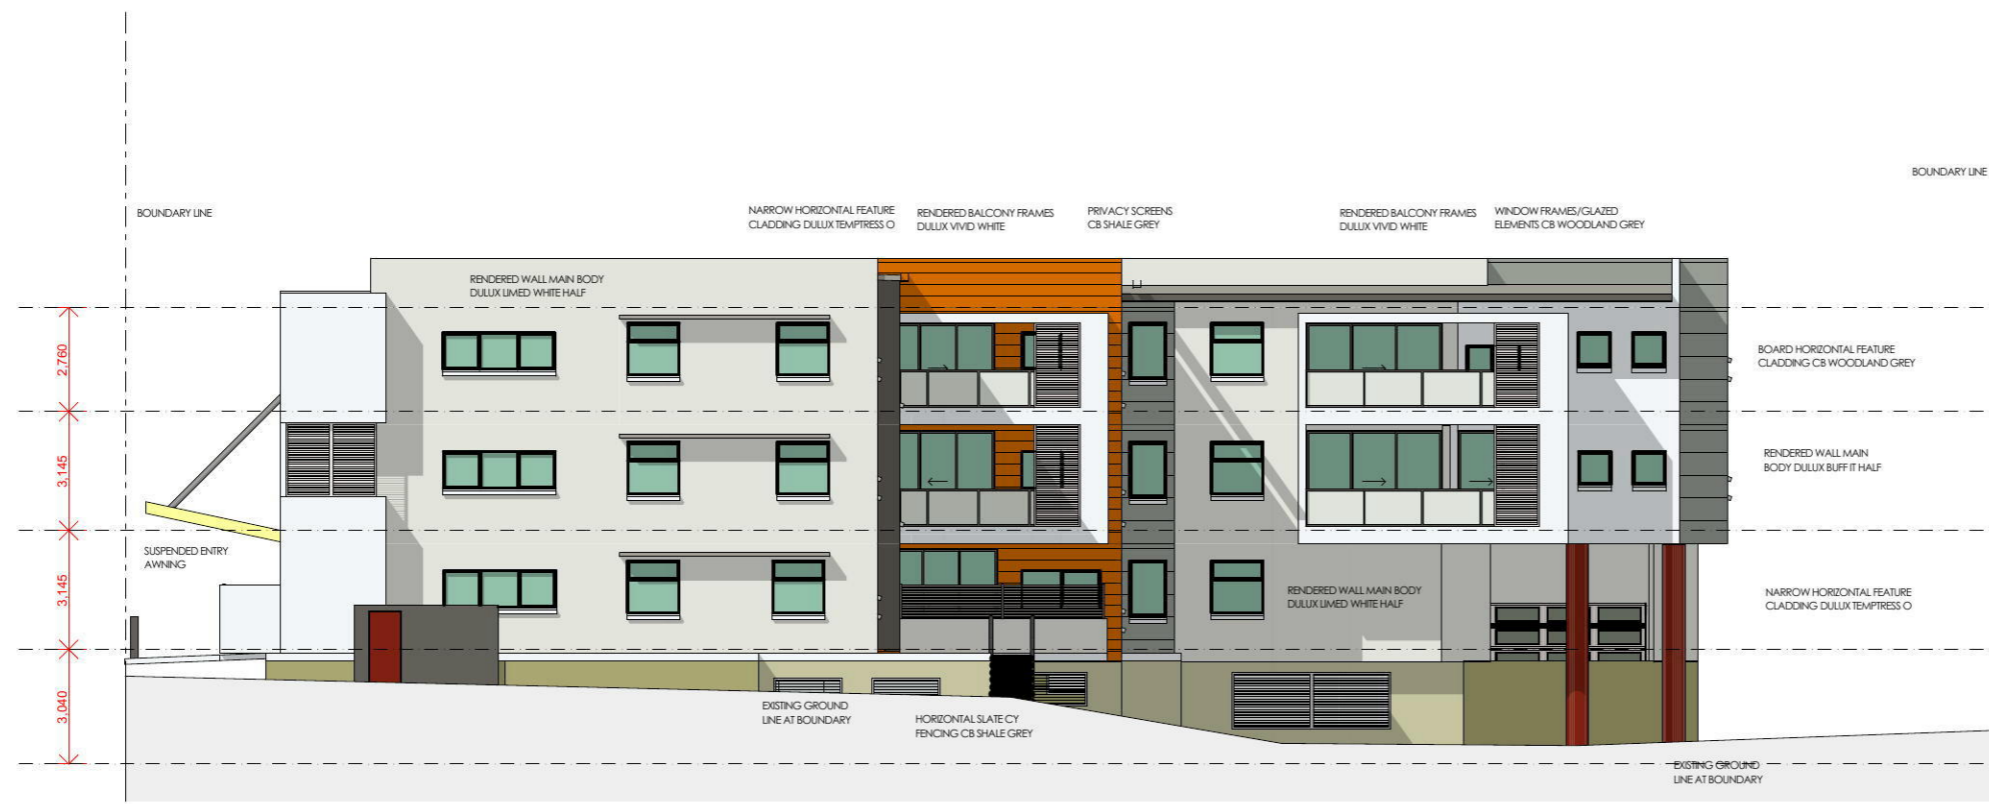 BOUNDARY LINE
BOUNDARY LINE
NARROW HORIZONTAL FEATURE
CLADDING DULUX TEMPTRESS O
RENDERED BALCONY FRAMES
DULUX VIVID WHITE
PRIVACY SCREENS
CB SHALE GREY
RENDERED BALCONY FRAMES
DULUX VIVID WHITE
WINDOW FRAMES/GLAZED
ELEMENTS CB WOODLAND GREY
RENDERED WALL MAIN BODY
DULUX LIMED WHITE HALF
2,760
BOARD HORIZONTAL FEATURE
CLADDING CB WOODLAND GREY
3,145
RENDERED WALL MAIN
BODY DULUX BUFF IT HALF
SUSPENDED ENTRY
AWNING
3,145
RENDERED WALL MAIN BODY
DULUX LIMED WHITE HALF
NARROW HORIZONTAL FEATURE
CLADDING DULUX TEMPTRESS O
3,040
EXISTING GROUND
LINE AT BOUNDARY
HORIZONTAL SLATE CY
FENCING CB SHALE GREY
EXISTING GROUND
LINE AT BOUNDARY